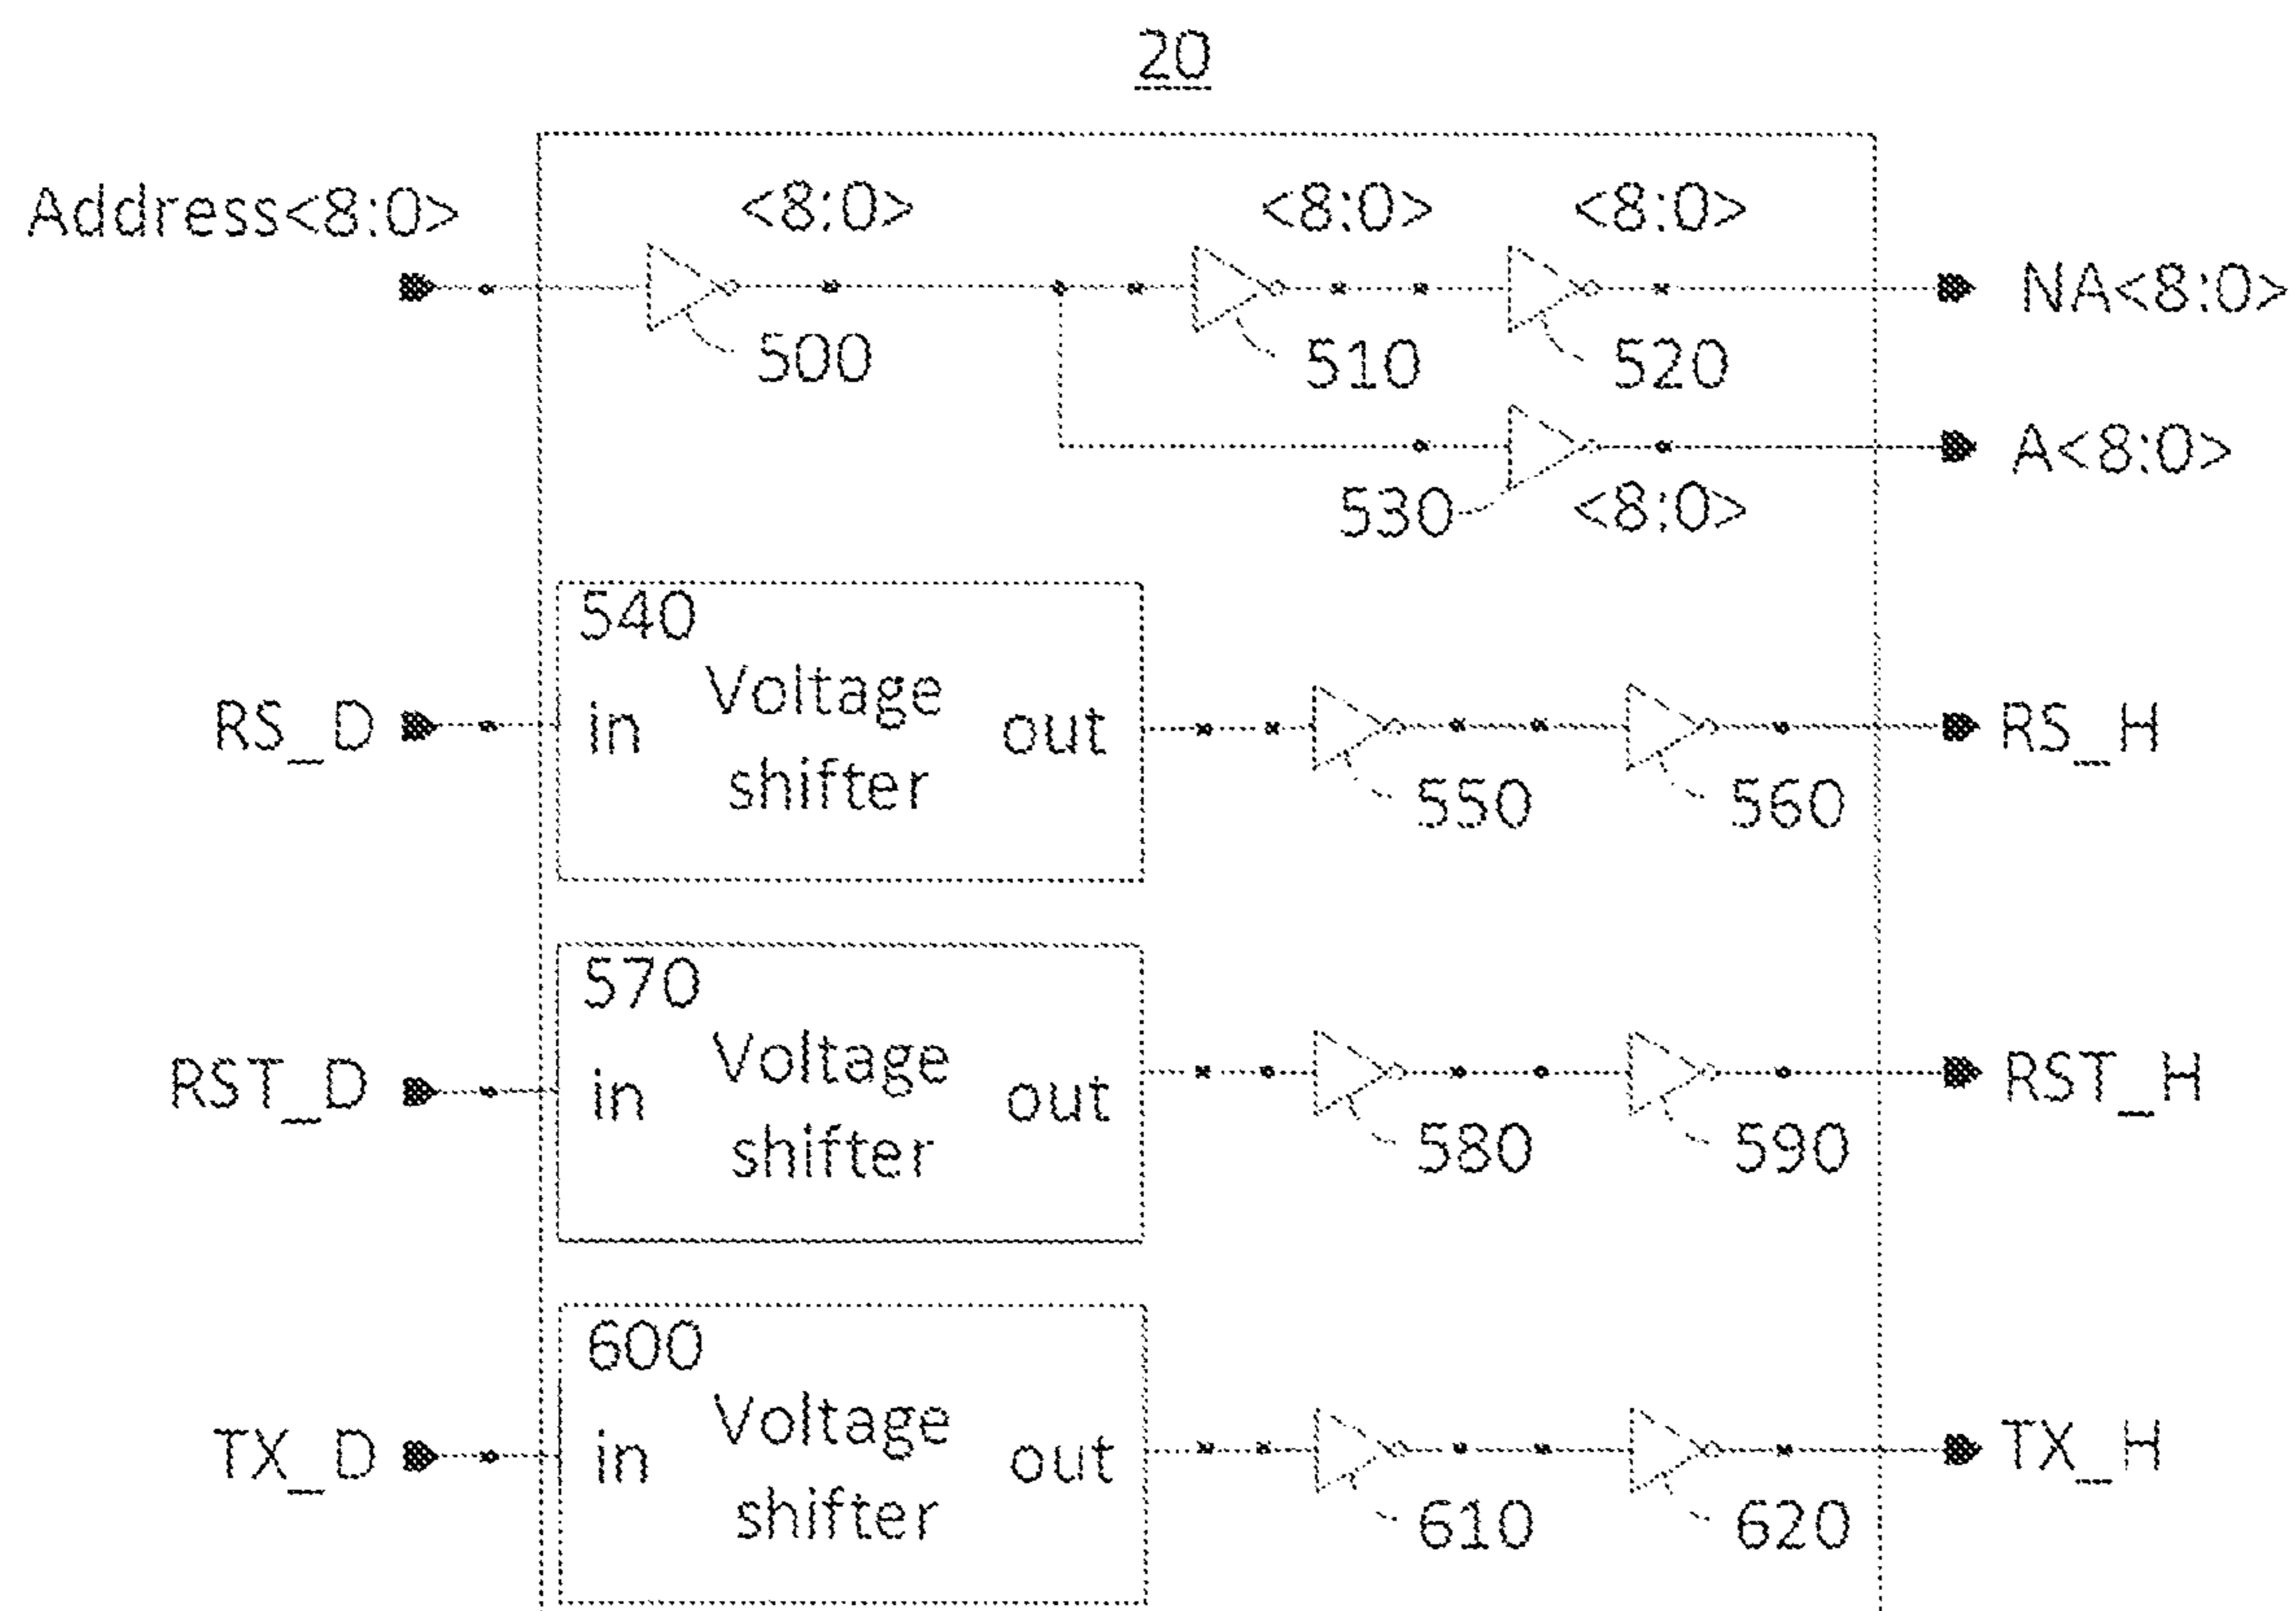 20
Address<8:0>
<8:0>
<8:0>
<8:0>
NA<8:0>
500
510
520
A<8:0>
530
<8:0>
540
Voltage
shifter
RS_D
in
out
RS_H
550
560
570
Voltage
shifter
RST_D
in
out
RST_H
580
590
600
Voltage
shifter
TX_D
in
out
TX_H
610
620